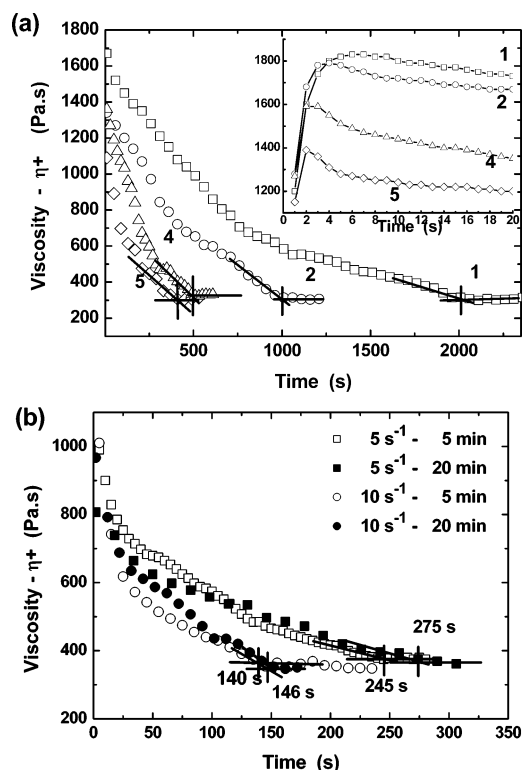 (a)
1800
1600
1400
1200
1000
800
600
400
200
Viscosity - η+ (Pa.s)
500 1000 1500 2000
Time (s)
4
5
2
1
1800
1600
1400
1200
0 2 4 6 8 10 12 14 16 18 20
Time (s)
1
2
4
5
(b)
1000
800
600
400
200
Viscosity - η+ (Pa.s)
0 50 100 150 200 250 300 350
Time (s)
5 s-1 - 5 min
5 s-1 - 20 min
10 s-1 - 5 min
10 s-1 - 20 min
140 s
146 s
245 s
275 s